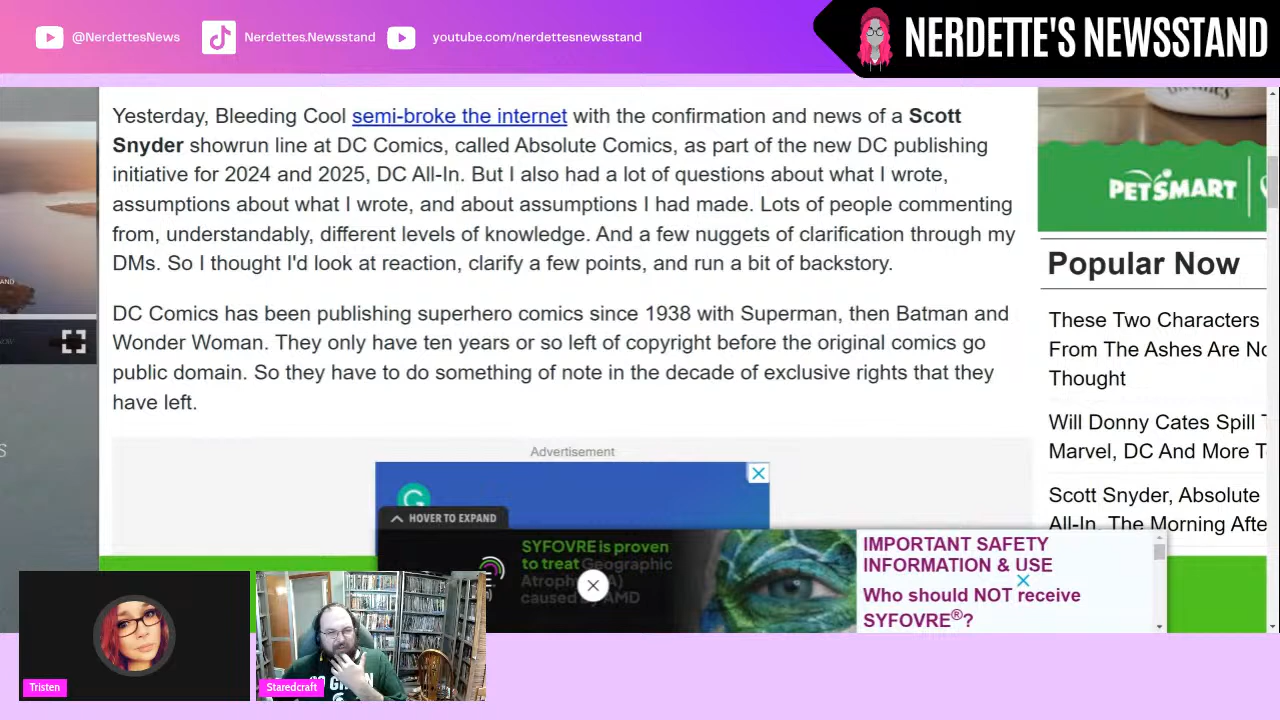 @NerdettesNews
Nerdettes.Newsstand
youtube.com/nerdettesnewsstand
NERDETTE'S NEWSSTAND
Yesterday, Bleeding Cool semi-broke the internet with the confirmation and news of a Scott
Snyder showrun line at DC Comics, called Absolute Comics, as part of the new DC publishing
initiative for 2024 and 2025, DC All-In. But I also had a lot of questions about what I wrote,
assumptions about what I wrote, and about assumptions I had made. Lots of people commenting
from, understandably, different levels of knowledge. And a few nuggets of clarification through my
DMs. So I thought I'd look at reaction, clarify a few points, and run a bit of backstory.
DC Comics has been publishing superhero comics since 1938 with Superman, then Batman and
Wonder Woman. They only have ten years or so left of copyright before the original comics go
public domain. So they have to do something of note in the decade of exclusive rights that they
have left.
Advertisement
HOVER TO EXPAND
SYFOVRE is proven
to treat Geographic
caused by AMD
IMPORTANT SAFETY
INFORMATION & USE
Who should NOT receive
SYFOVRE®?
PETSMART
Popular Now
These Two Characters
From The Ashes Are No
Thought
Will Donny Cates Spill T
Marvel, DC And More T
Scott Snyder, Absolute
All-In, The Morning Afte
Tristen
Staredcraft
GO GREEN